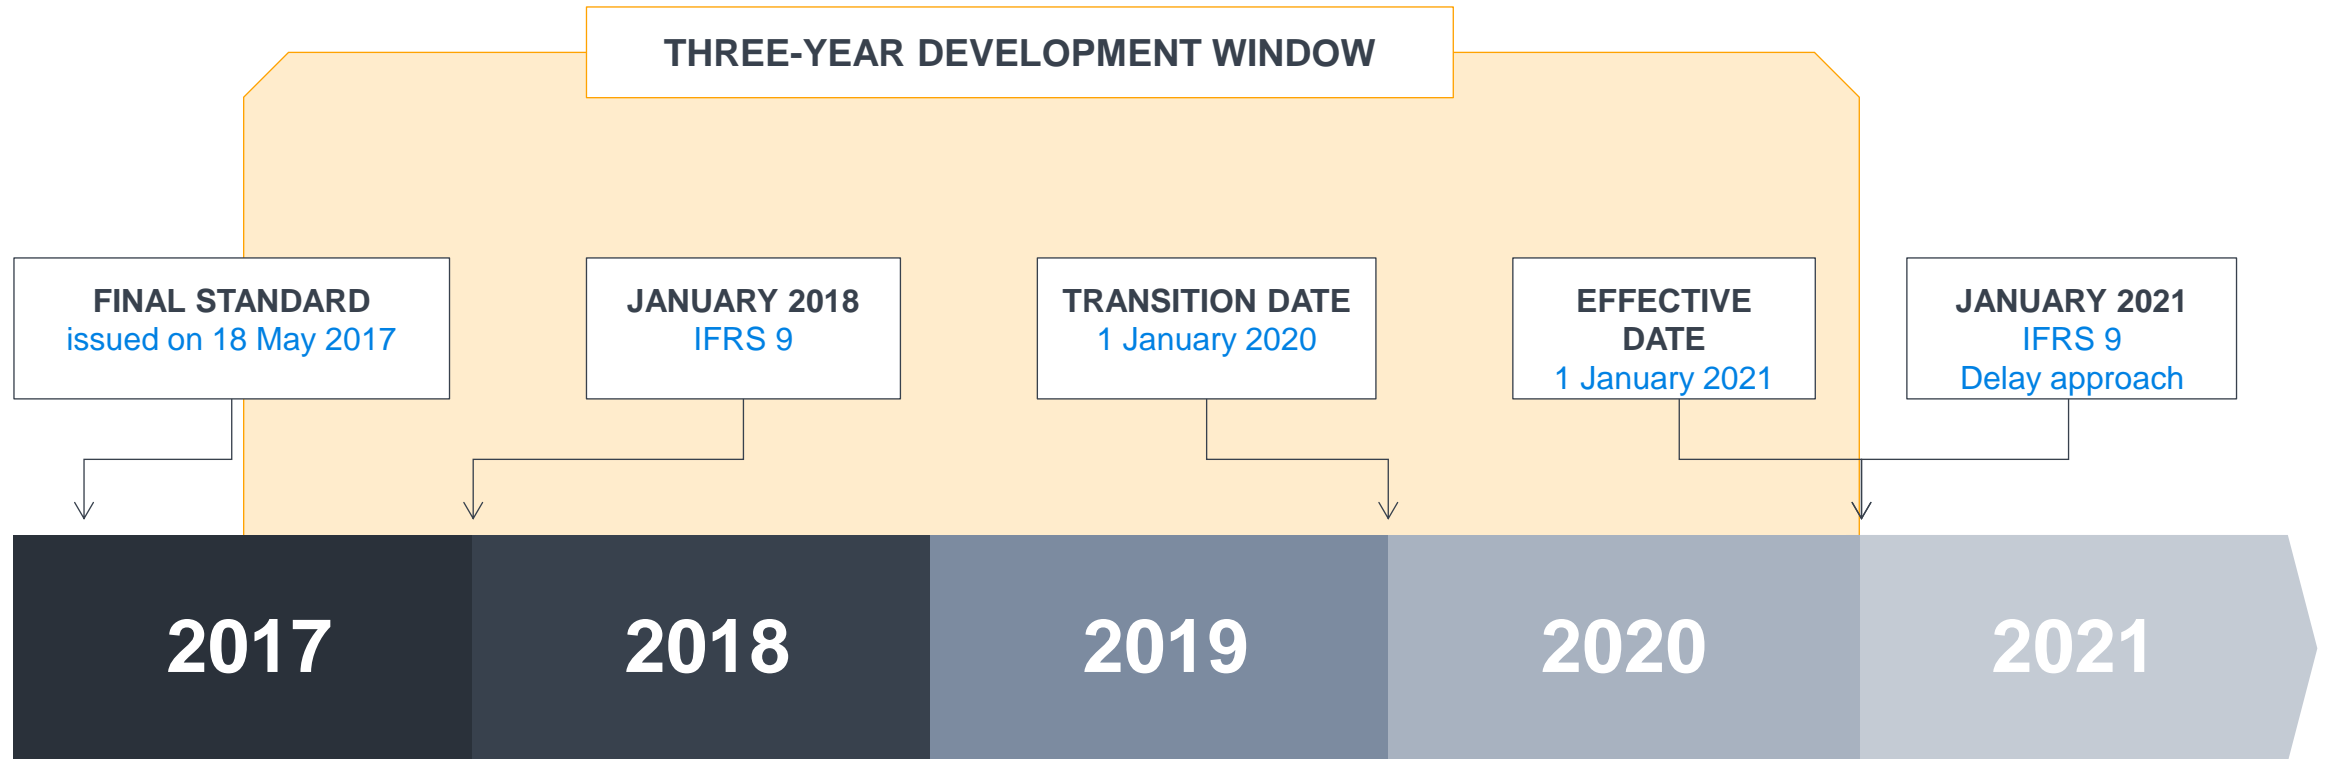 THREE-YEAR DEVELOPMENT WINDOW
FINAL STANDARD
issued on 18 May 2017
JANUARY 2018
IFRS 9
TRANSITION DATE
1 January 2020
EFFECTIVE
DATE
1 January 2021
JANUARY 2021
IFRS 9
Delay approach
2017
2018
2019
2020
2021